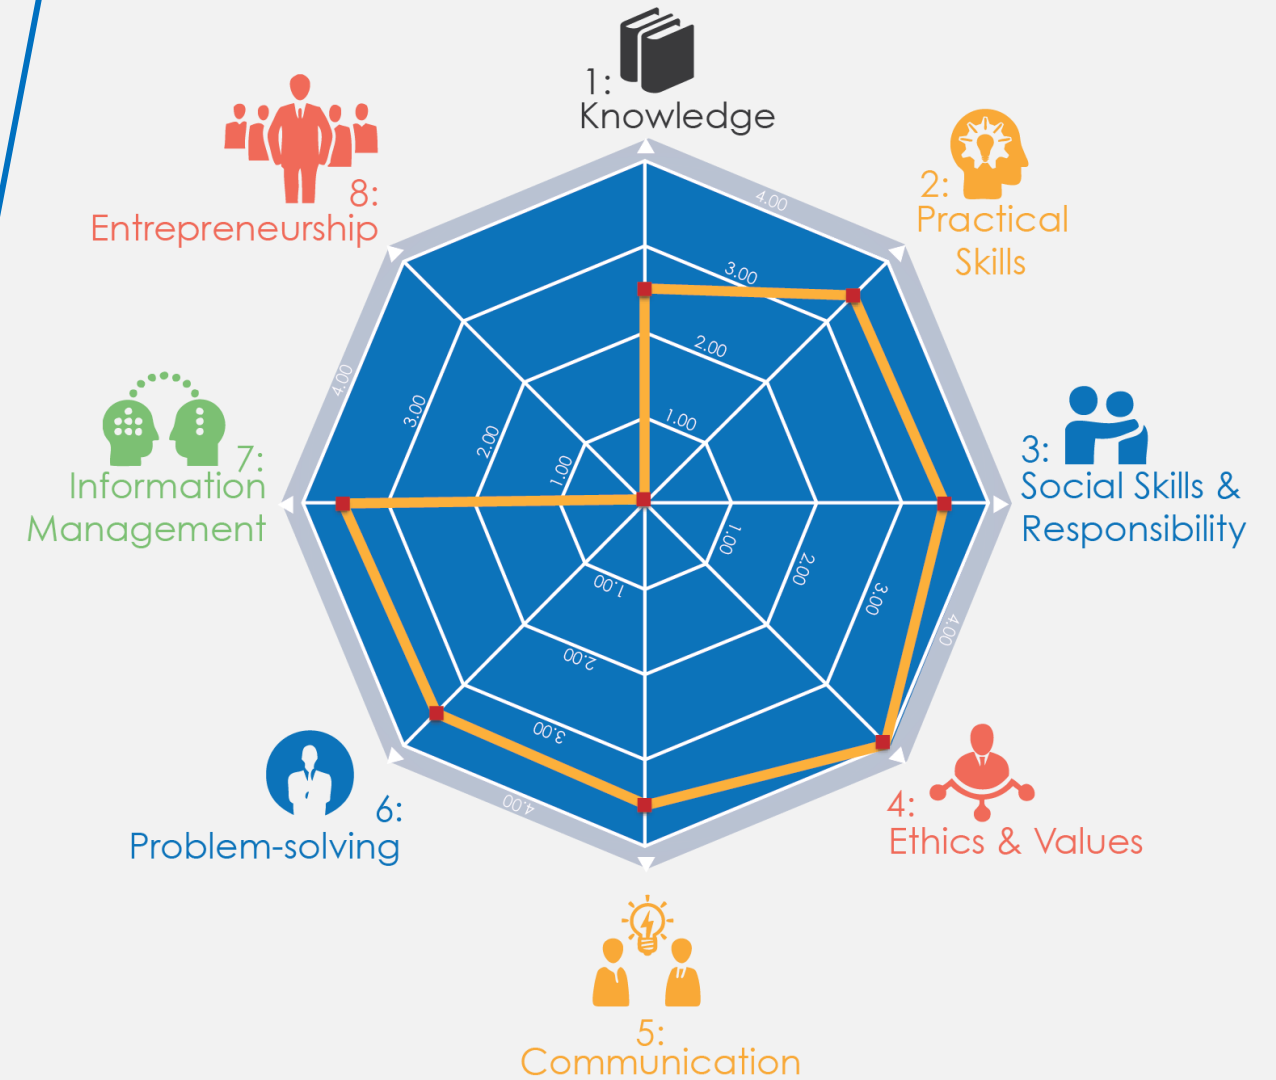 1:
Knowledge
2:
Practical
Skills
3:
Social Skills &
Responsibility
4:
Ethics & Values
5:
Communication
6:
Problem-solving
7:
Information
Management
8:
Entrepreneurship
4.00
3.00
2.00
1.00
1.00
2.00
3.00
4.00
1.00
2.00
3.00
4.00
4.00
3.00
2.00
1.00